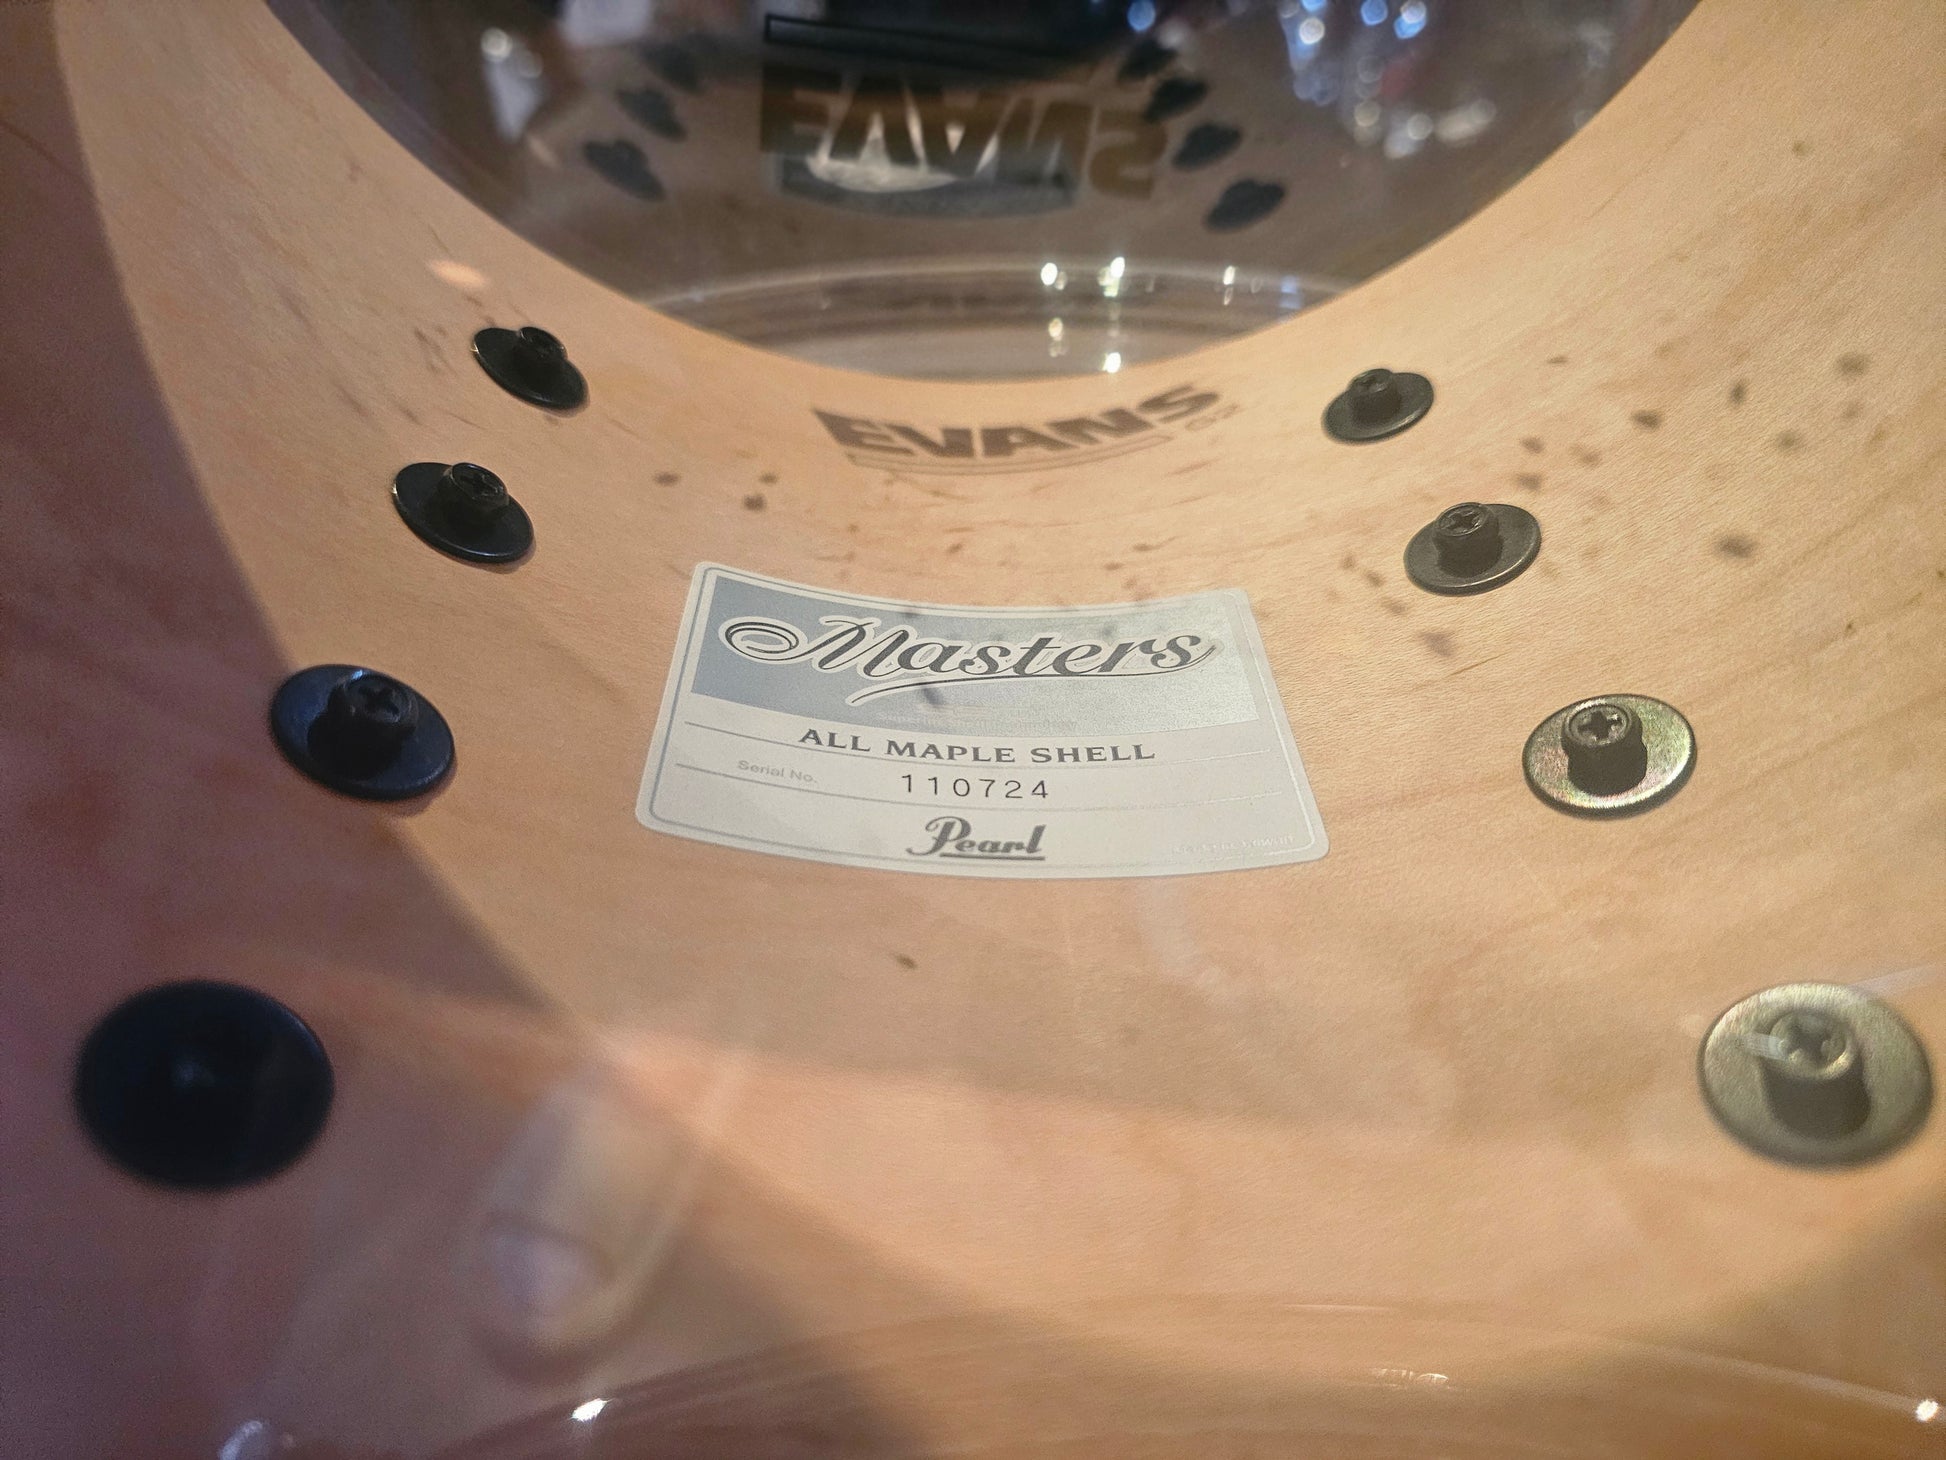 EVANS
EVANS
Masters
ALL MAPLE SHELL
Serial No. 110724
Pearl